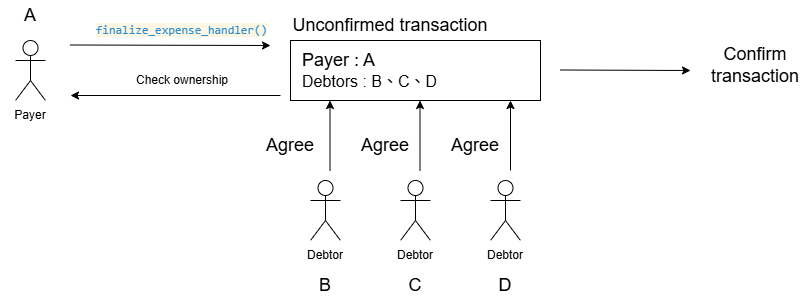 A
finalize_expense_handler()
Unconfirmed transaction
Payer : A
Debtors : B、C、D
Check ownership
Payer
Confirm
transaction
Agree
Agree
Agree
Debtor
Debtor
Debtor
B
C
D